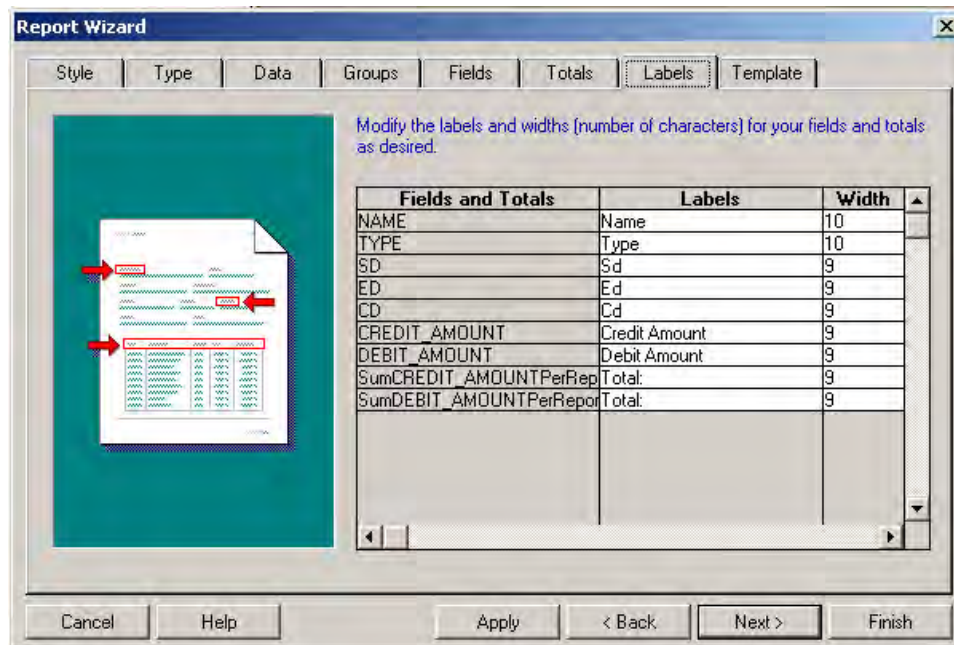 Report Wizard
Style Type Data Groups Fields Totals Labels Template
Modify the labels and widths (number of characters) for your fields and totals
as desired.
Fields and Totals Labels Width
NAME Name 10
TYPE Type 10
SD Sd 9
ED Ed 9
CD Cd 9
CREDIT_AMOUNT Credit Amount 9
DEBIT_AMOUNT Debit Amount 9
SumCREDIT_AMOUNTPerRep Total: 9
SumDEBIT_AMOUNTPerRepor Total: 9
Cancel Help Apply < Back Next > Finish